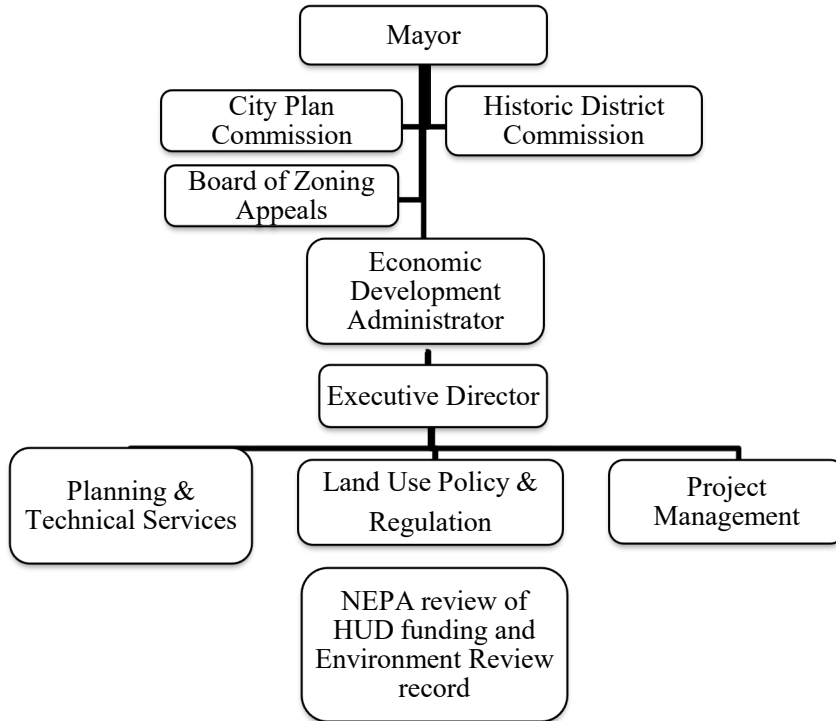 Mayor
City Plan
Commission
Historic District
Commission
Board of Zoning
Appeals
Economic
Development
Administrator
Executive Director
Planning &
Technical Services
Land Use Policy &
Regulation
Project
Management
NEPA review of
HUD funding and
Environment Review
record